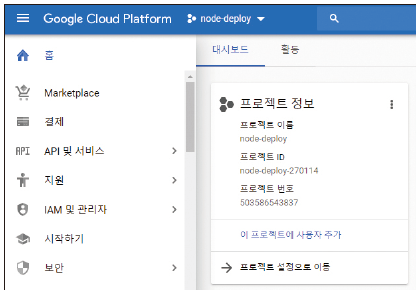 Google Cloud Platform
node-deploy
홈
Marketplace
결제
API API 및 서비스
지원
IAM 및 관리자
시작하기
보안
대시보드 활동
프로젝트 정보
프로젝트 이름
node-deploy
프로젝트 ID
node-deploy-270114
프로젝트 번호
503586543837
이 프로젝트에 사용자 추가
프로젝트 설정으로 이동